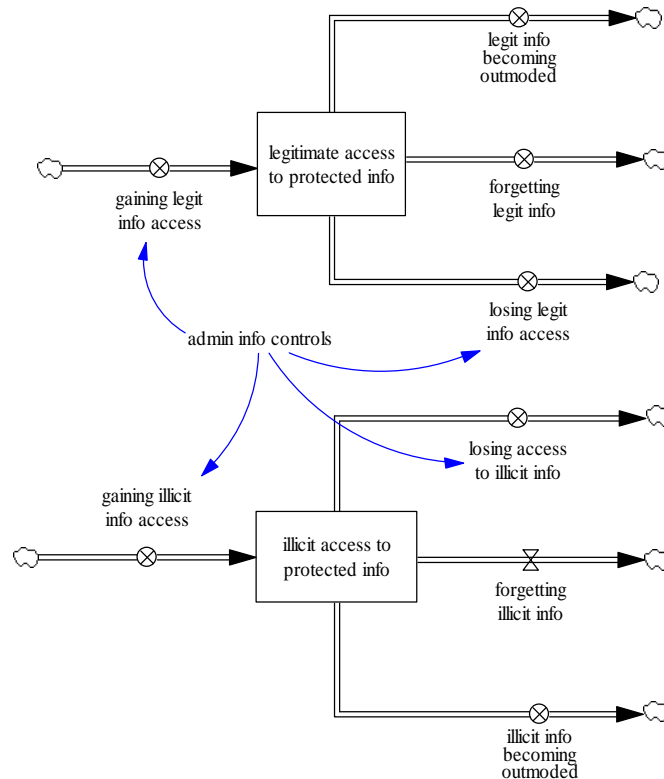 legit info
becoming
outmoded
legitimate access
to protected info
gaining legit
info access
forgetting
legit info
losing legit
info access
admin info controls
losing access
to illicit info
gaining illicit
info access
illicit access to
protected info
forgetting
illicit info
illicit info
becoming
outmoded